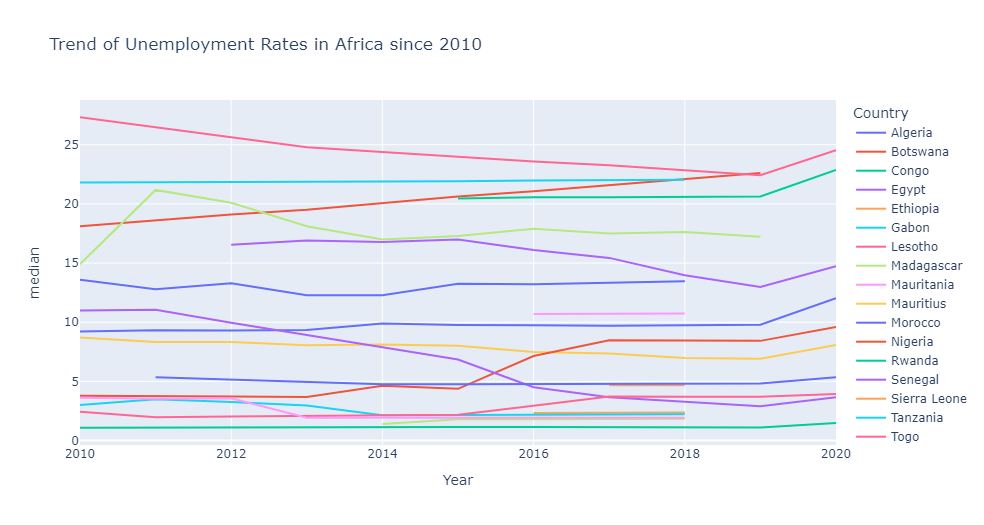 Trend of Unemployment Rates in Africa since 2010
median
25
20
15
10
5
0
2010 2012 2014 2016 2018 2020
Year
Country
Algeria
Botswana
Congo
Egypt
Ethiopia
Gabon
Lesotho
Madagascar
Mauritania
Mauritius
Morocco
Nigeria
Rwanda
Senegal
Sierra Leone
Tanzania
Togo